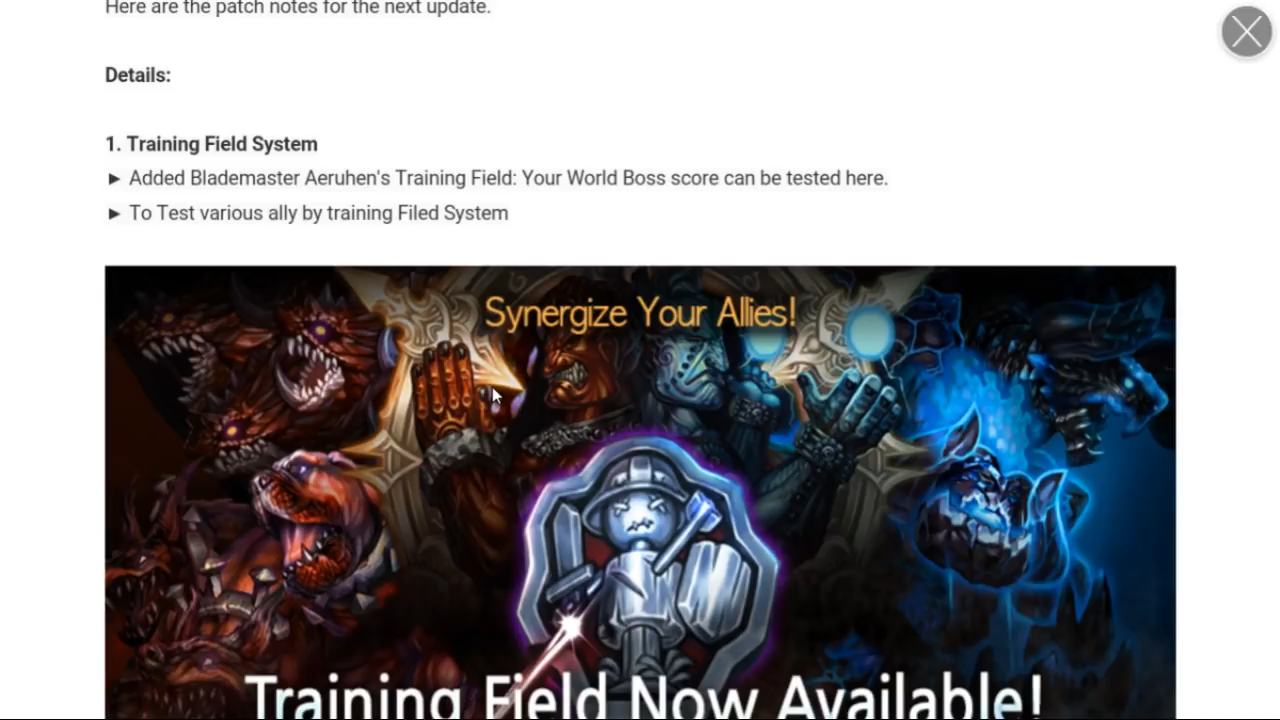 Here are the patch notes for the next update.
Details:
1. Training Field System
► Added Blademaster Aeruhen's Training Field: Your World Boss score can be tested here.
► To Test various ally by training Filed System
Synergize Your Allies!
Training Field Now Available!